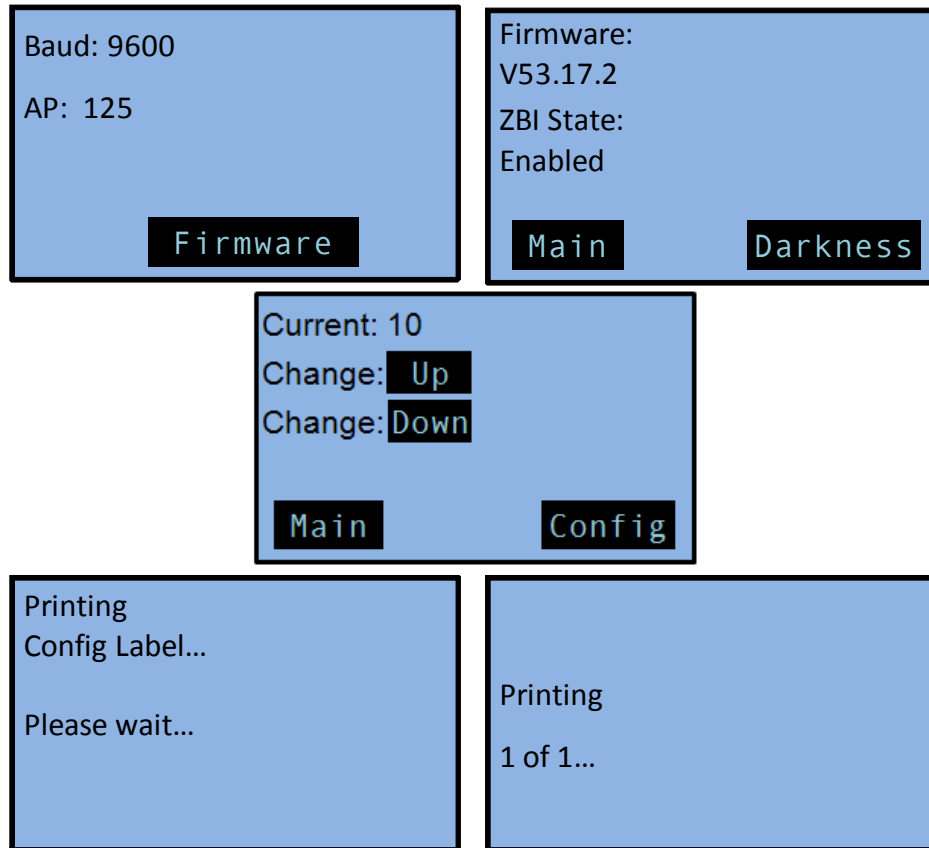 Baud: 9600
AP: 125
Firmware
Firmware:
V53.17.2
ZBI State:
Enabled
Main Darkness
Current: 10
Change: Up
Change: Down
Main Config
Printing
Config Label…
Please wait…
Printing
1 of 1…